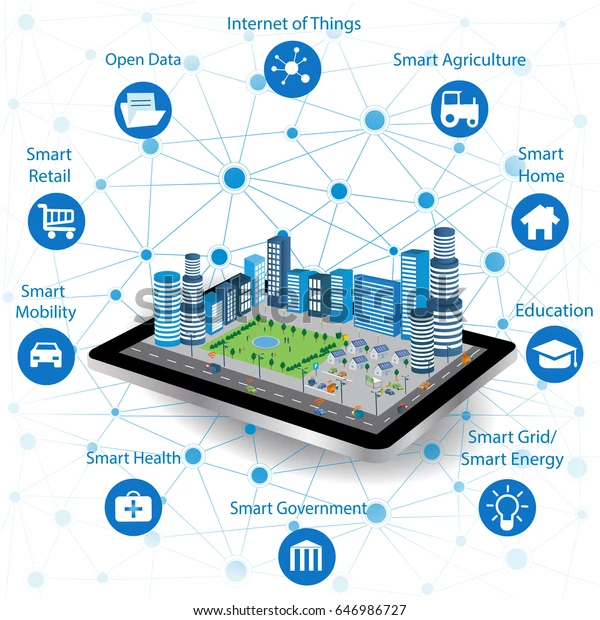 Internet of Things
Open Data
Smart Agriculture
Smart
Retail
Smart
Home
Smart
Mobility
Education
Smart Health
Smart Grid/
Smart Energy
Smart Government
shutterstock
shutterstock.com · 646986727